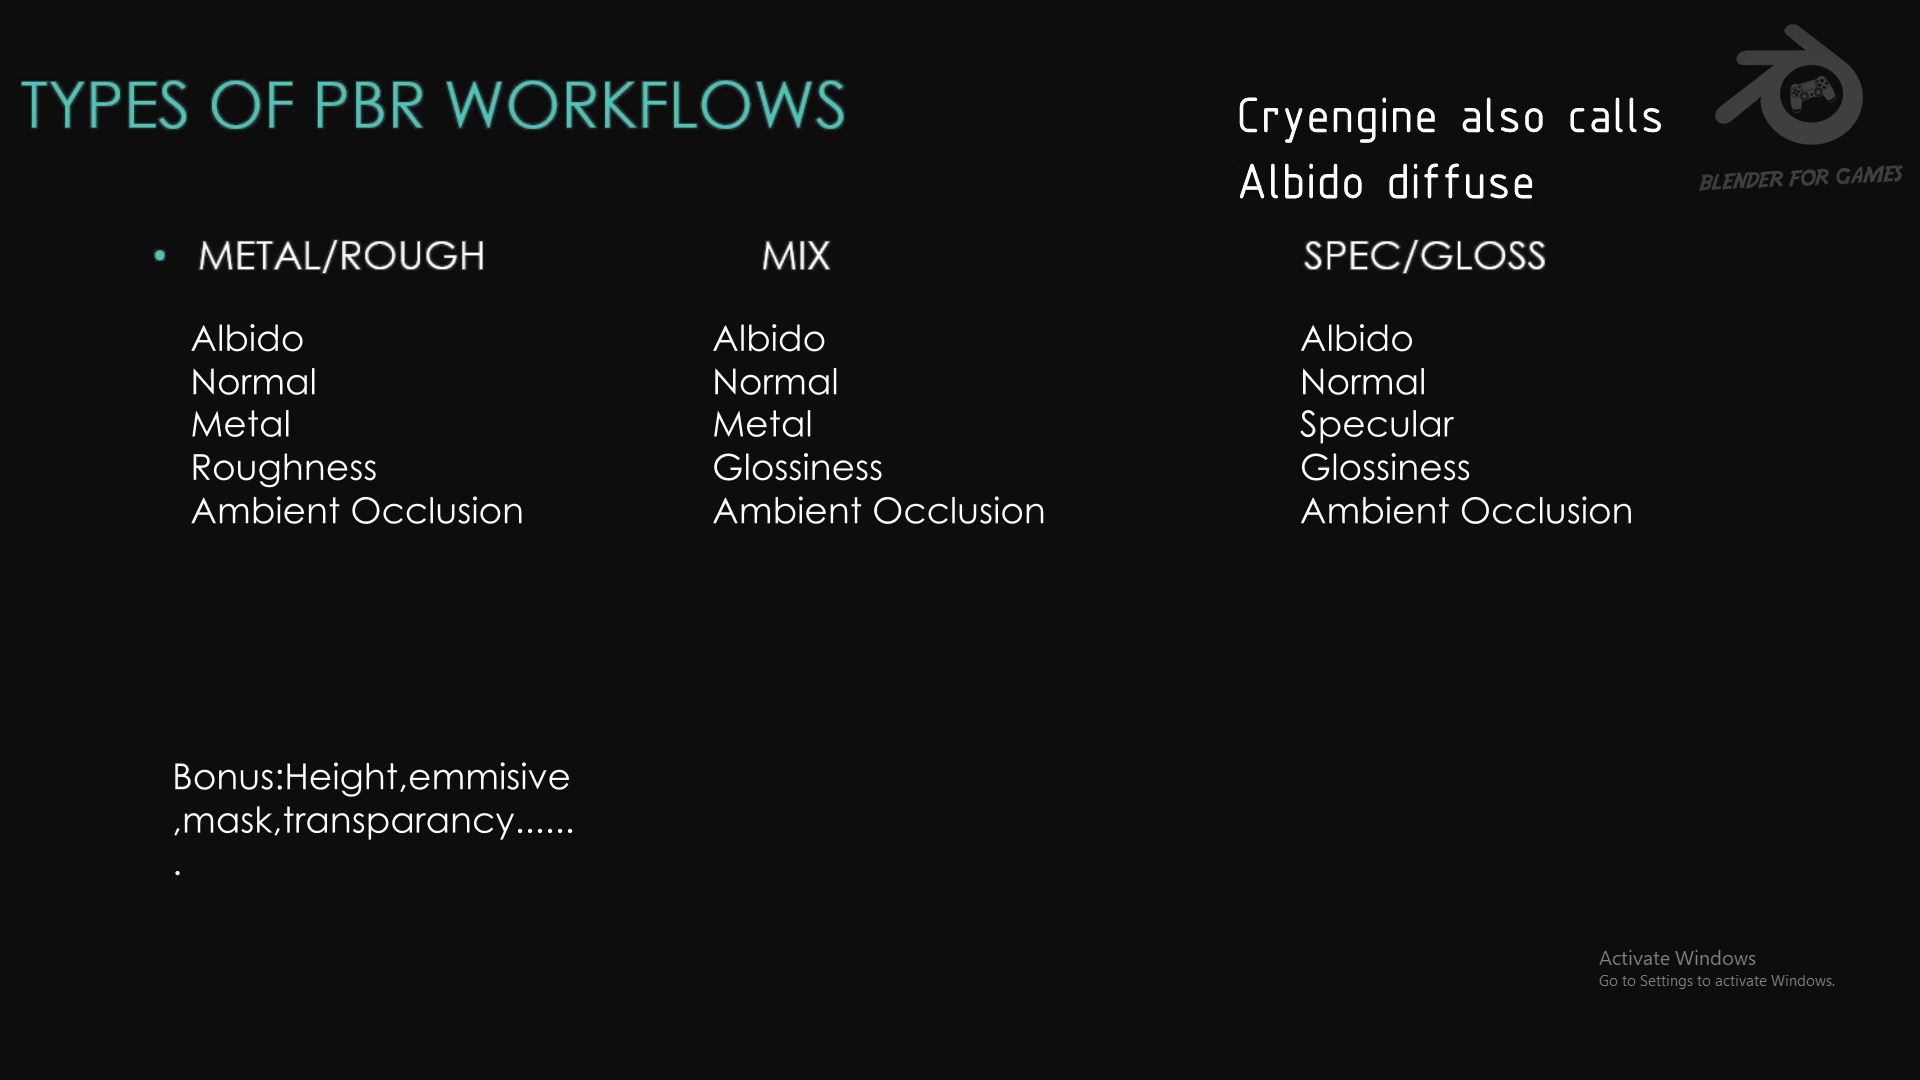 TYPES OF PBR WORKFLOWS
Cryengine also calls
Albido diffuse
BLENDER FOR GAMES
• METAL/ROUGH
Albido
Normal
Metal
Roughness
Ambient Occlusion
MIX
Albido
Normal
Metal
Glossiness
Ambient Occlusion
SPEC/GLOSS
Albido
Normal
Specular
Glossiness
Ambient Occlusion
Bonus:Height,emmisive
,mask,transparancy......
.
Activate Windows
Go to Settings to activate Windows.